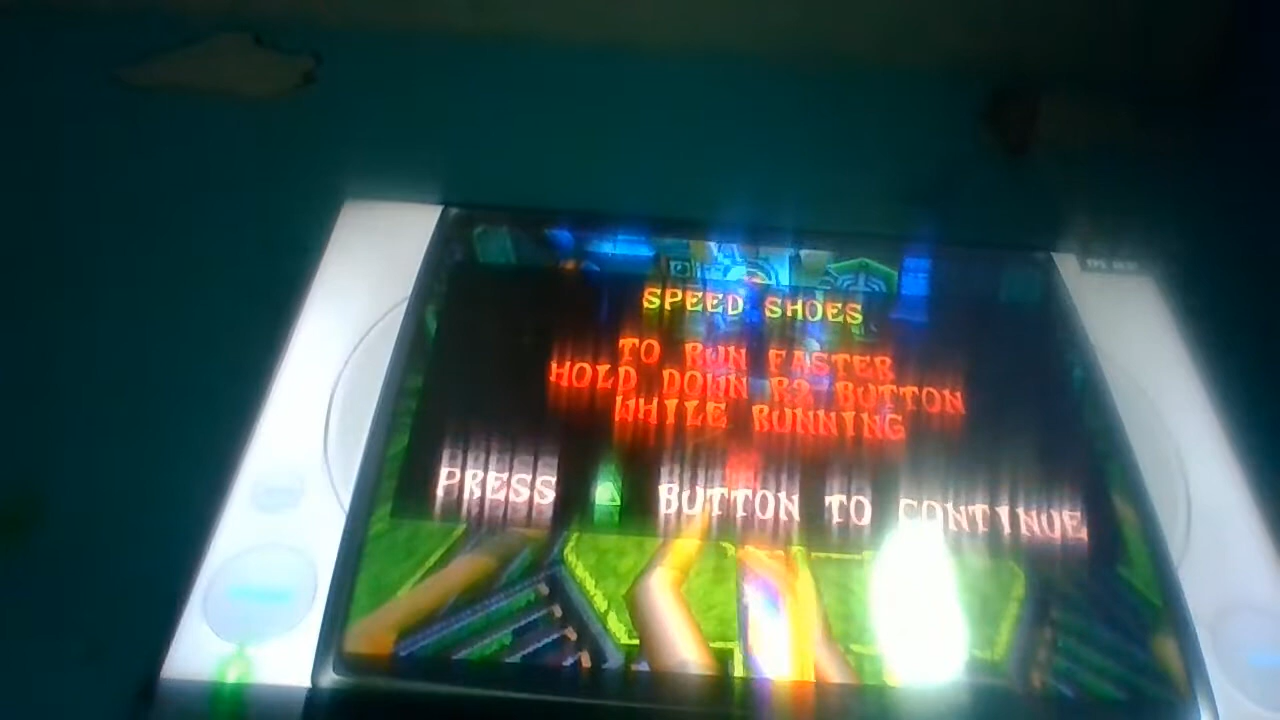 SPEED SHOES
TO RUN FASTER
HOLD DOWN R2 BUTTON
WHILE RUNNING
PRESS BUTTON TO CONTINUE